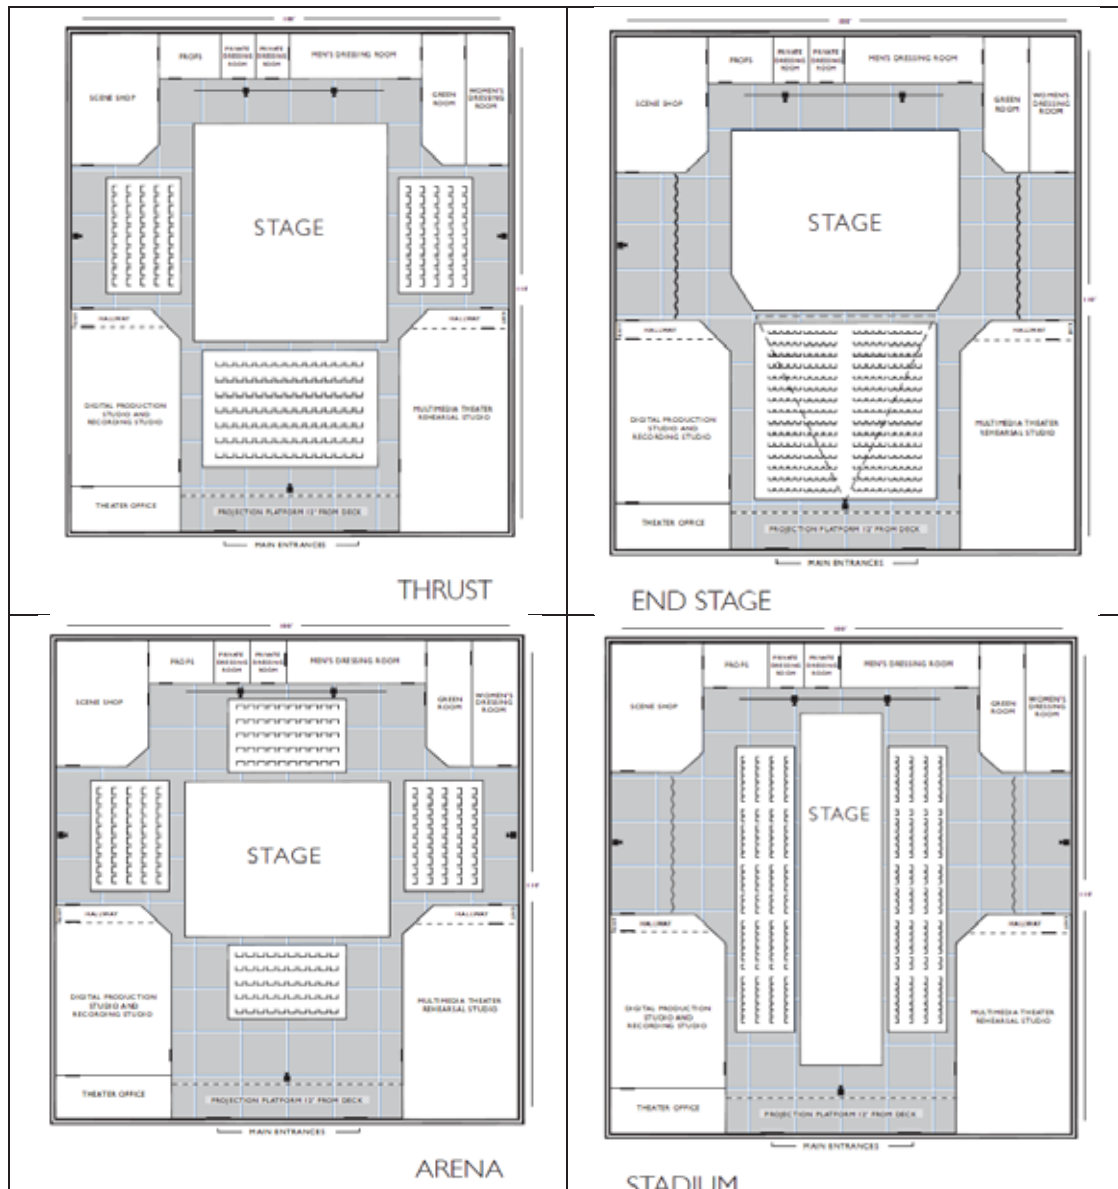 PROPS
PRIVATE DRESSING ROOM
PRIVATE DRESSING ROOM
MEN'S DRESSING ROOM
SCENE SHOP
GREEN ROOM
WOMEN'S DRESSING ROOM
STAGE
HALLWAY
DIGITAL PRODUCTION
STUDIO AND
RECORDING STUDIO
MULTIMEDIA THEATER
REHEARSAL STUDIO
THEATER OFFICE
PROJECTION PLATFORM 12' FROM DECK
MAIN ENTRANCES
THRUST
PROPS
PRIVATE DRESSING ROOM
PRIVATE DRESSING ROOM
MEN'S DRESSING ROOM
SCENE SHOP
GREEN ROOM
WOMEN'S DRESSING ROOM
STAGE
HALLWAY
HALLWAY
DIGITAL PRODUCTION
STUDIO AND
RECORDING STUDIO
MULTIMEDIA THEATER
REHEARSAL STUDIO
THEATER OFFICE
PROJECTION PLATFORM 12' FROM DECK
MAIN ENTRANCES
END STAGE
PROPS
PRIVATE DRESSING ROOM
PRIVATE DRESSING ROOM
MEN'S DRESSING ROOM
SCENE SHOP
GREEN ROOM
WOMEN'S DRESSING ROOM
STAGE
HALLWAY
HALLWAY
DIGITAL PRODUCTION
STUDIO AND
RECORDING STUDIO
MULTIMEDIA THEATER
REHEARSAL STUDIO
THEATER OFFICE
PROJECTION PLATFORM 12' FROM DECK
MAIN ENTRANCES
ARENA
PROPS
PRIVATE DRESSING ROOM
PRIVATE DRESSING ROOM
MEN'S DRESSING ROOM
SCENE SHOP
GREEN ROOM
WOMEN'S DRESSING ROOM
STAGE
HALLWAY
HALLWAY
DIGITAL PRODUCTION
STUDIO AND
RECORDING STUDIO
MULTIMEDIA THEATER
REHEARSAL STUDIO
THEATER OFFICE
PROJECTION PLATFORM 12' FROM DECK
MAIN ENTRANCES
STADIUM